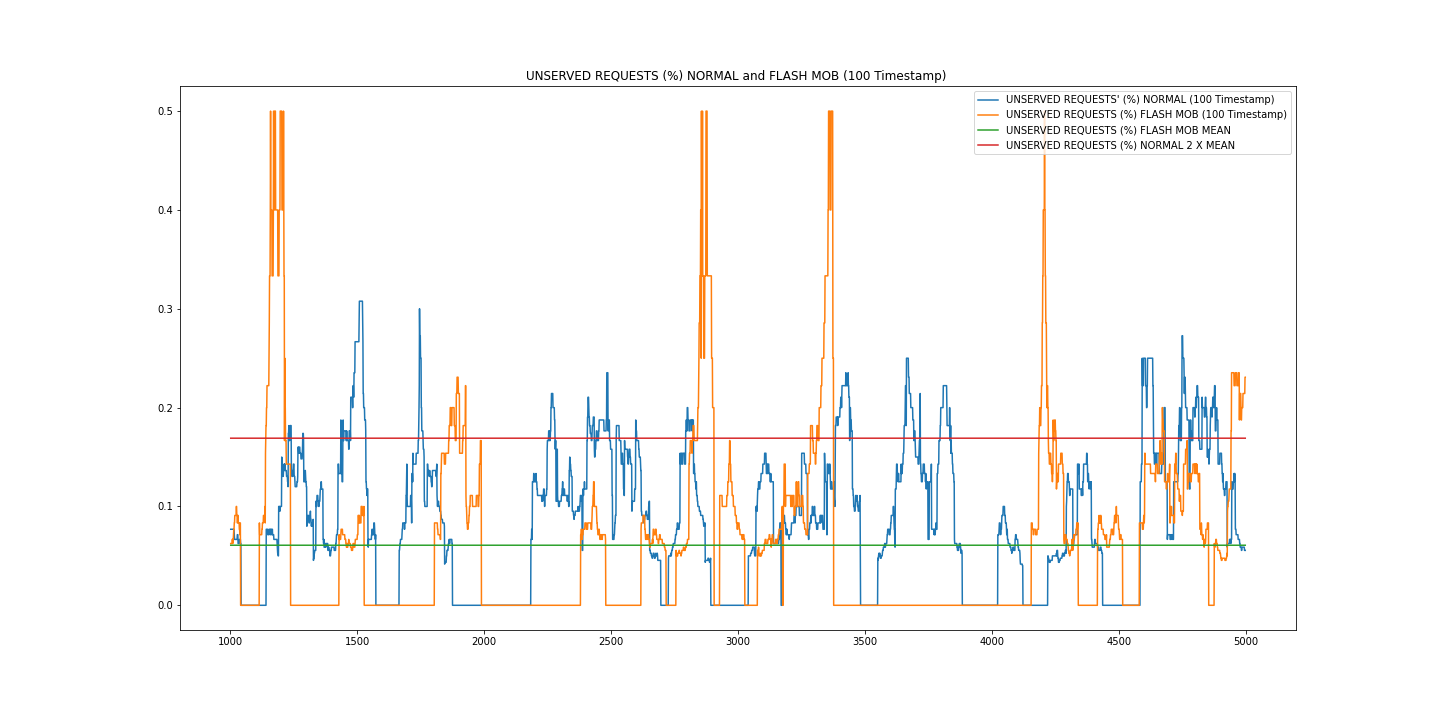 UNSERVED REQUESTS (%) NORMAL and FLASH MOB (100 Timestamp)
UNSERVED REQUESTS' (%) NORMAL (100 Timestamp)
UNSERVED REQUESTS (%) FLASH MOB (100 Timestamp)
UNSERVED REQUESTS (%) FLASH MOB MEAN
UNSERVED REQUESTS (%) NORMAL 2 X MEAN
0.5
0.4
0.3
0.2
0.1
0.0
1000 1500 2000 2500 3000 3500 4000 4500 5000